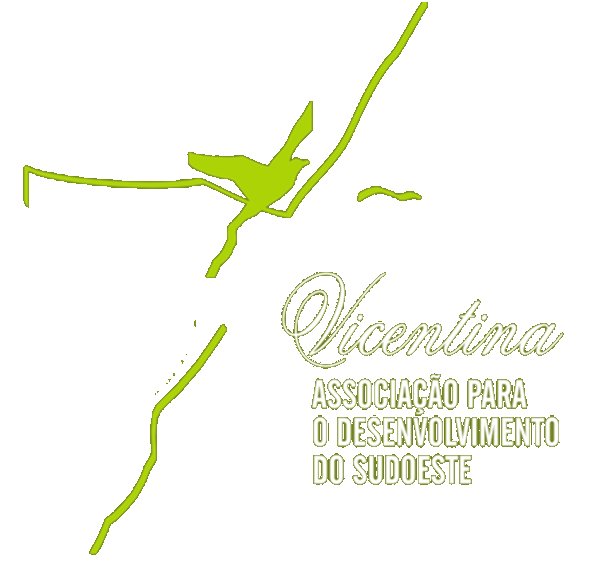 Vicentina
ASSOCIAÇÃO PARA
O DESENVOLVIMENTO
DO SUDOESTE